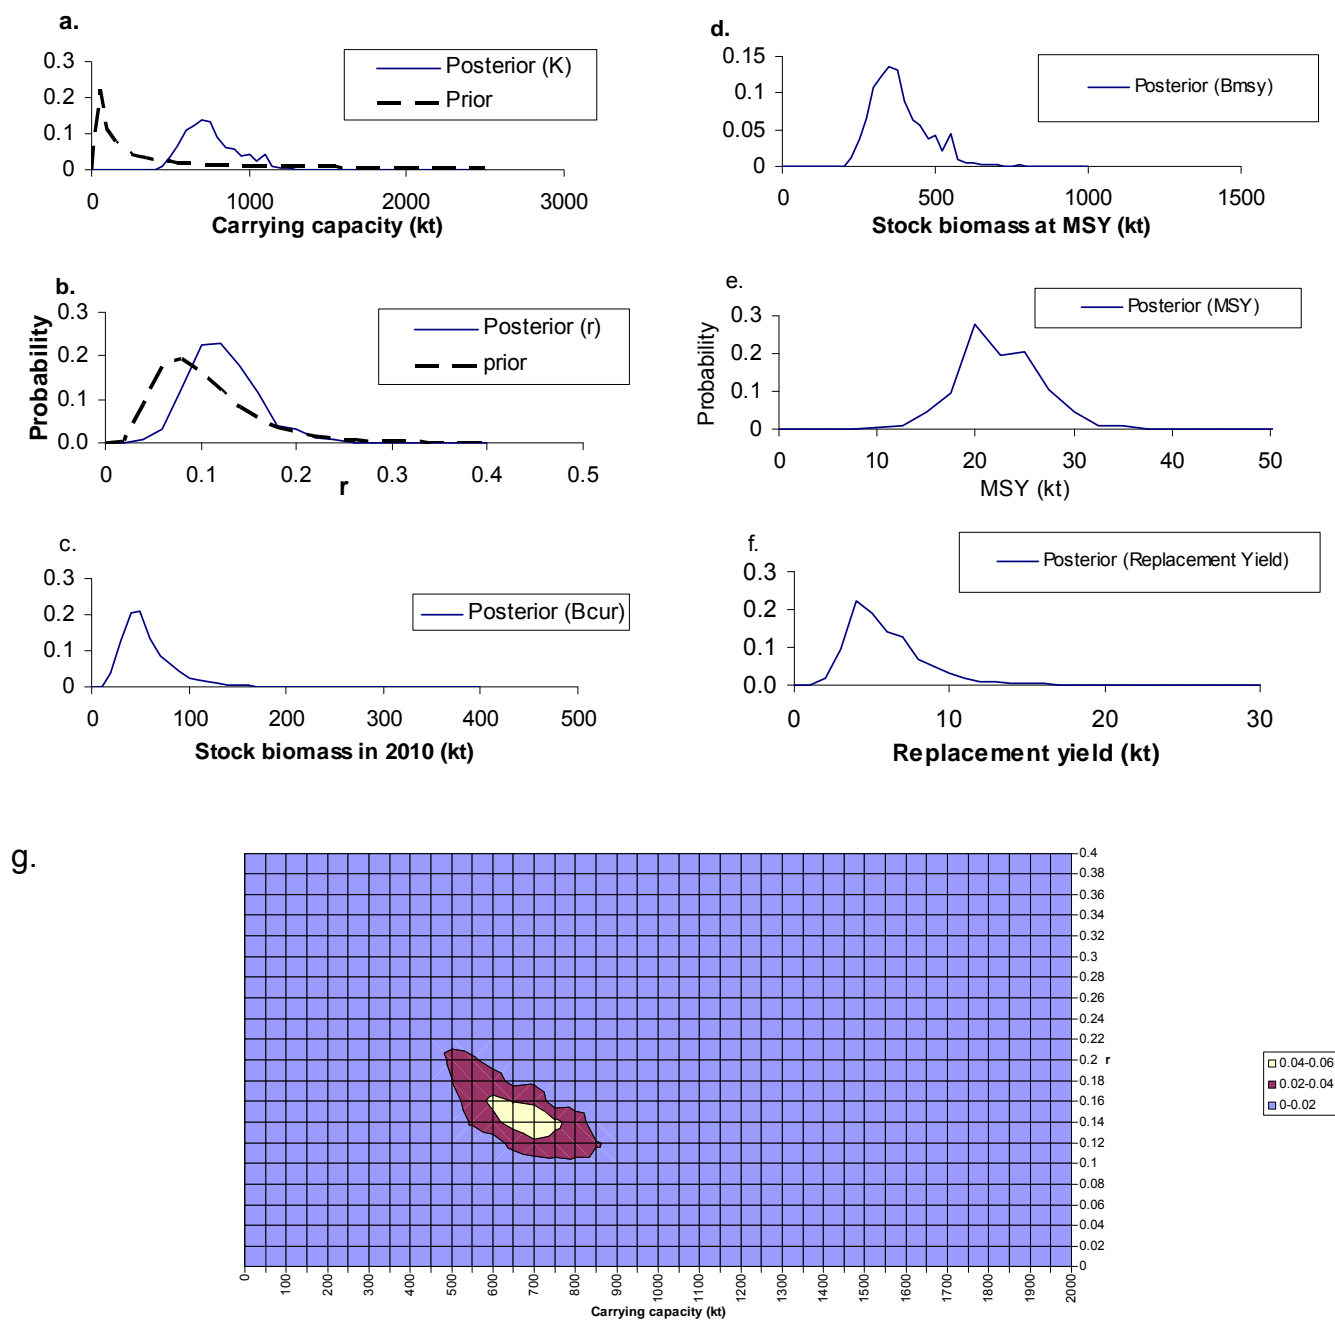 a.
0.3
0.2
0.1
0
Posterior (K)
Prior
0 1000 2000 3000
Carrying capacity (kt)
b.
Probability
0.3
0.2
0.1
0.0
Posterior (r)
prior
0 0.1 0.2 0.3 0.4 0.5
r
c.
0.3
0.2
0.1
0
Posterior (Bcur)
0 100 200 300 400 500
Stock biomass in 2010 (kt)
d.
0.15
0.1
0.05
0
Posterior (Bmsy)
0 500 1000 1500
Stock biomass at MSY (kt)
e.
Probability
0.3
0.2
0.1
0
Posterior (MSY)
0 10 20 30 40 50
MSY (kt)
f.
0.3
0.2
0.1
0.0
Posterior (Replacement Yield)
0 10 20 30
Replacement yield (kt)
g.
0.4
0.38
0.36
0.34
0.32
0.3
0.28
0.26
0.24
0.22
0.2 r
0.18
0.16
0.14
0.12
0.1
0.08
0.06
0.04
0.02
0
0 100 200 300 400 500 600 700 800 900 1000 1100 1200 1300 1400 1500 1600 1700 1800 1900 2000
Carrying capacity (kt)
0.04-0.06
0.02-0.04
0-0.02